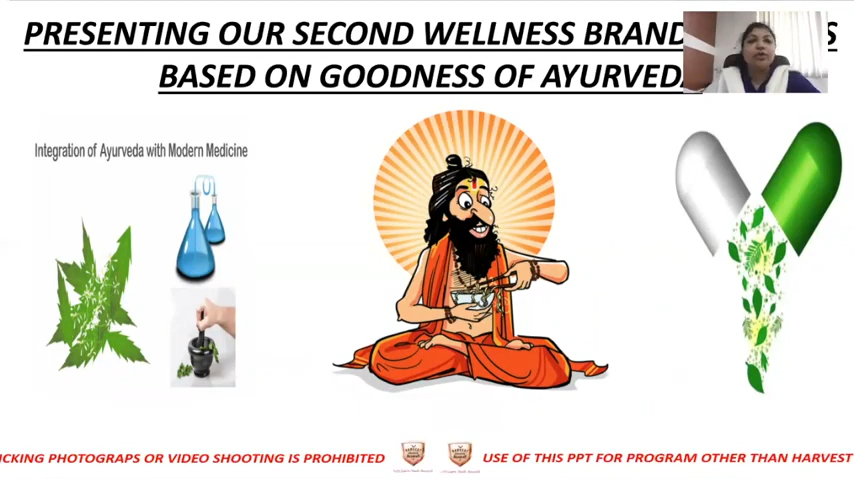 PRESENTING OUR SECOND WELLNESS BRAND
BASED ON GOODNESS OF AYURVEDA
Integration of Ayurveda with Modern Medicine
ICKING PHOTOGRAPS OR VIDEO SHOOTING IS PROHIBITED
USE OF THIS PPT FOR PROGRAM OTHER THAN HARVEST